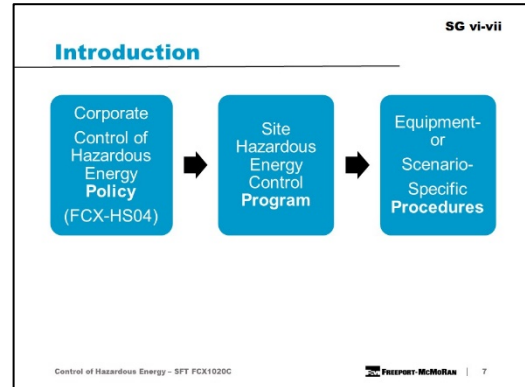 SG vi-vii
Introduction
Corporate
Control of
Hazardous
Energy
Policy
(FCX-HS04)
Site
Hazardous
Energy
Control
Program
Equipment-
or
Scenario-
Specific
Procedures
Control of Hazardous Energy – SFT FCX1020C
FCX FREEPORT-MCMORAN | 7